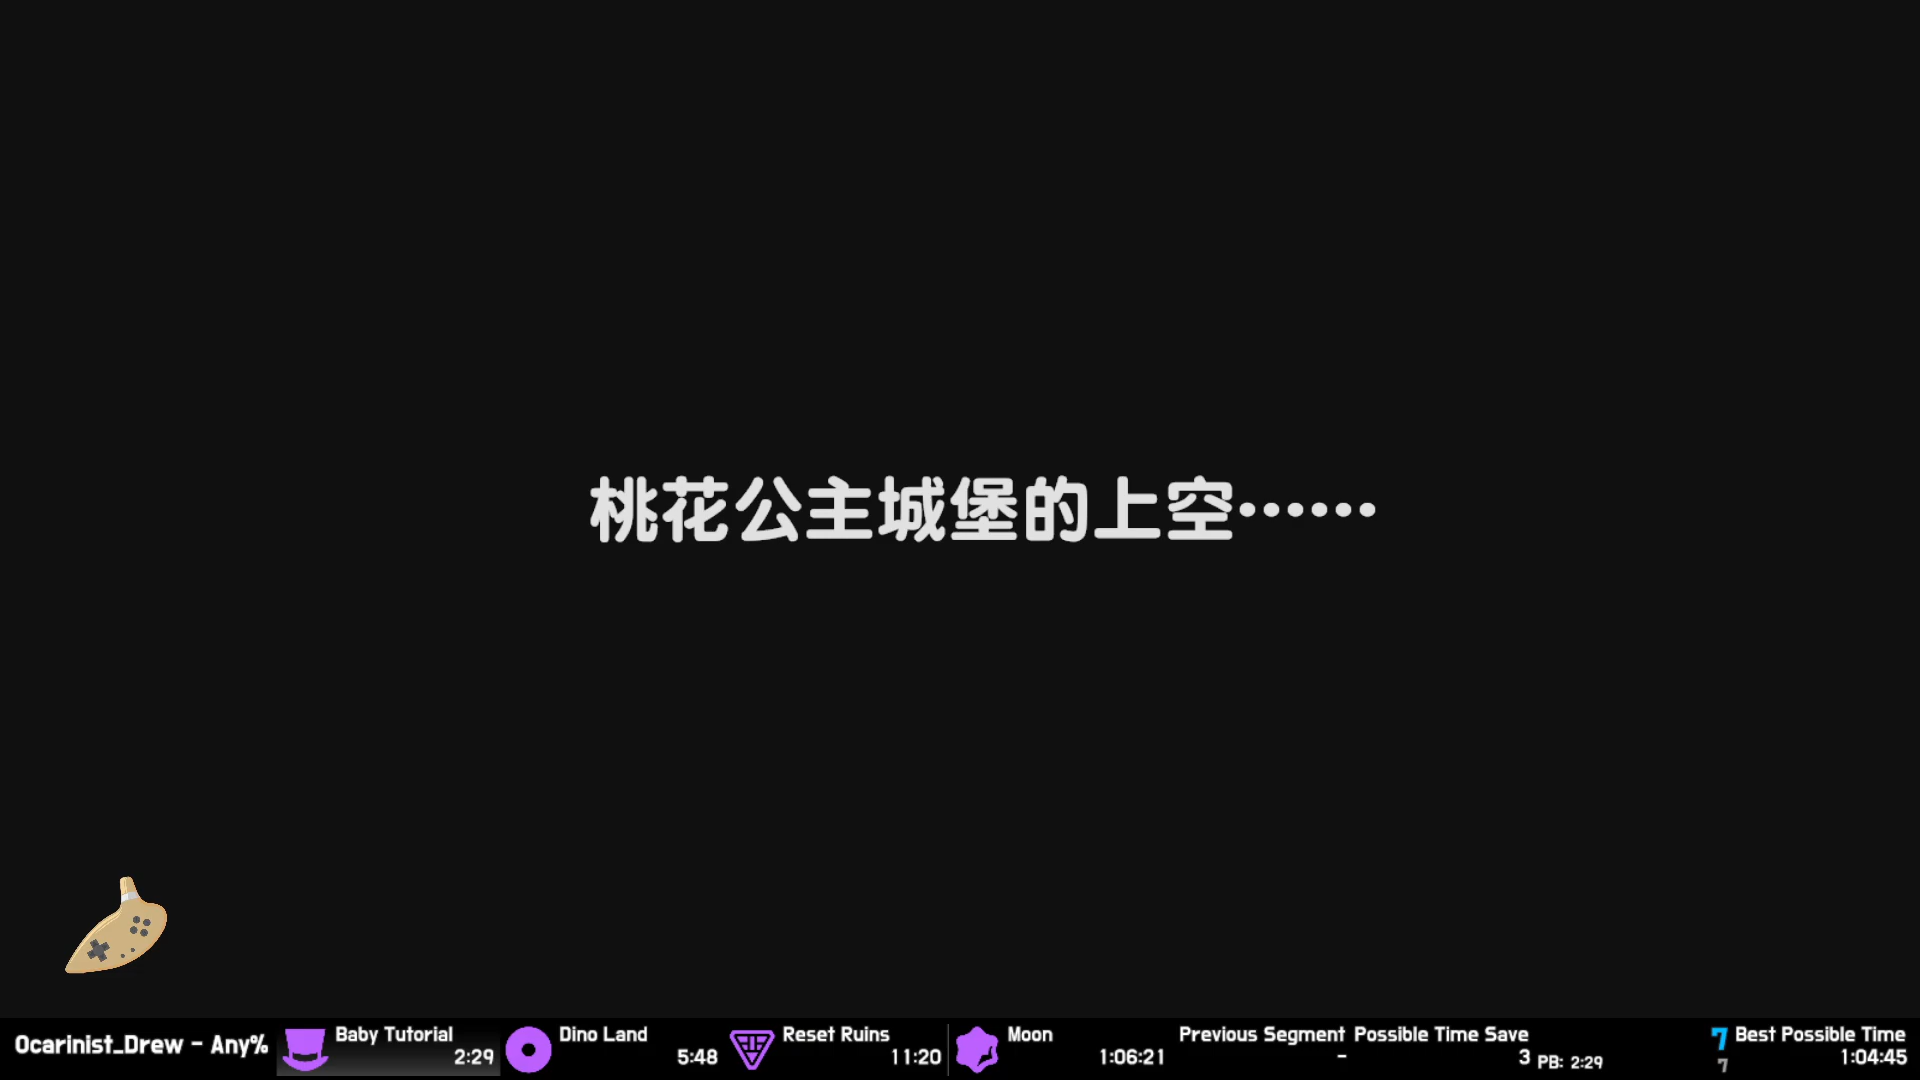 桃花公主城堡的上空……
Ocarinist_Drew - Any%
Baby Tutorial
2:29
Dino Land
5:48
Reset Ruins
11:20
Moon
1:06:21
Previous Segment
-
Possible Time Save
3
PB: 2:29
7
7
Best Possible Time
1:04:45